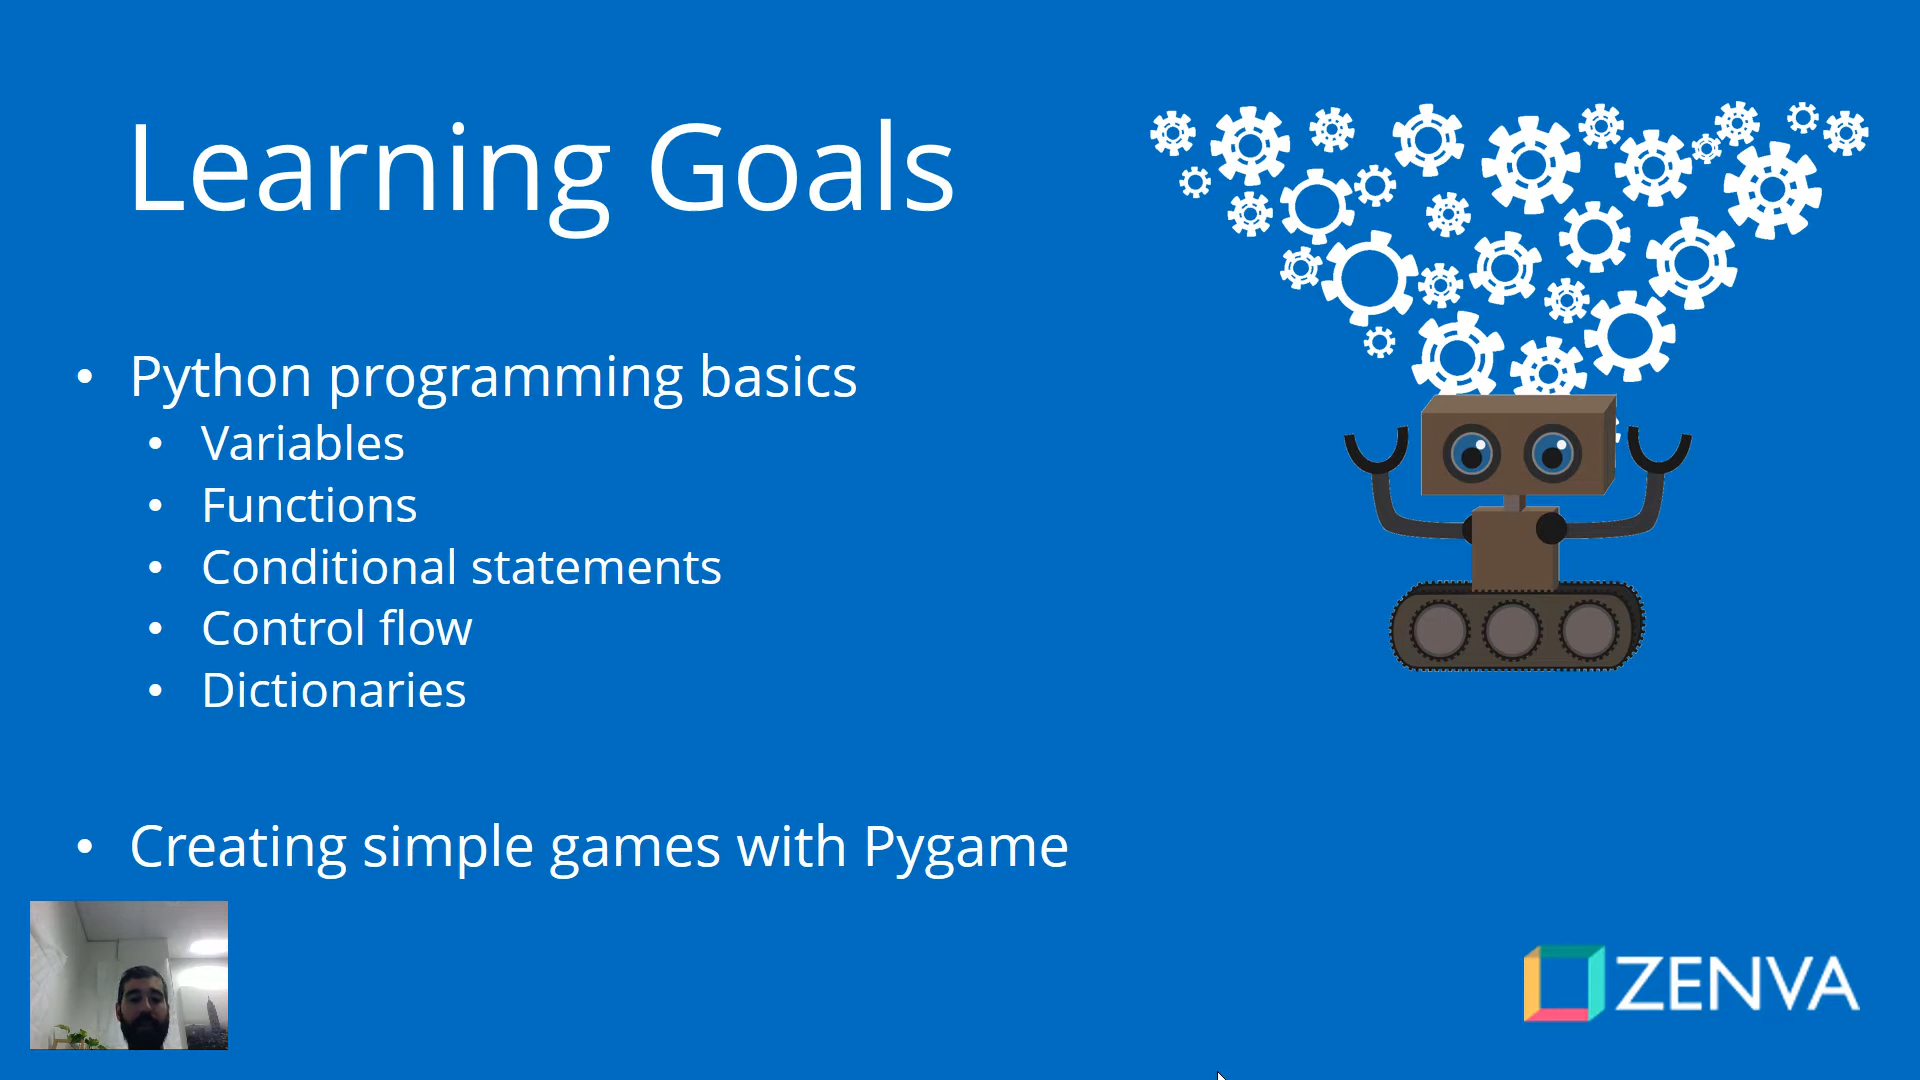 Learning Goals
• Python programming basics
• Variables
• Functions
• Conditional statements
• Control flow
• Dictionaries
• Creating simple games with Pygame
ZENVA